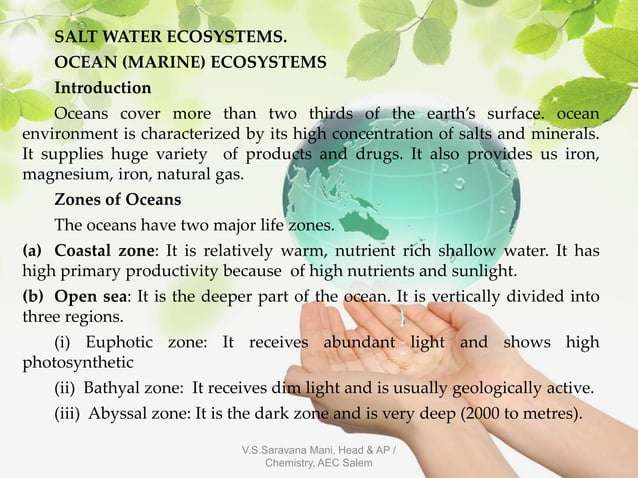 SALT WATER ECOSYSTEMS.
OCEAN (MARINE) ECOSYSTEMS
Introduction
Oceans cover more than two thirds of the earth's surface. ocean
environment is characterized by its high concentration of salts and minerals.
It supplies huge variety of products and drugs. It also provides us iron,
magnesium, iron, natural gas.
Zones of Oceans
The oceans have two major life zones.
(a) Coastal zone: It is relatively warm, nutrient rich shallow water. It has
high primary productivity because of high nutrients and sunlight.
(b) Open sea: It is the deeper part of the ocean. It is vertically divided into
three regions.
(i) Euphotic zone: It receives abundant light and shows high
photosynthetic
(ii) Bathyal zone: It receives dim light and is usually geologically active.
(iii) Abyssal zone: It is the dark zone and is very deep (2000 to metres).
V.S.Saravana Mani, Head & AP /
Chemistry, AEC Salem